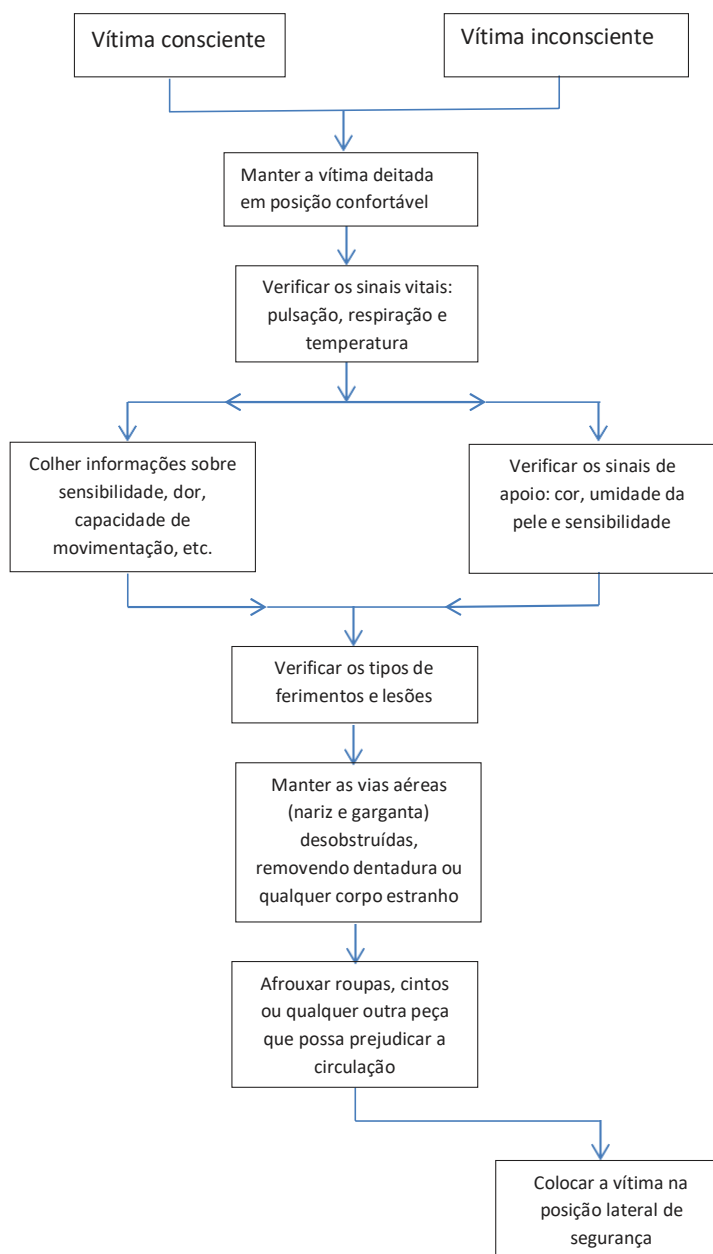 Vítima consciente
Vítima inconsciente
Manter a vítima deitada
em posição confortável
Verificar os sinais vitais:
pulsação, respiração e
temperatura
Colher informações sobre
sensibilidade, dor,
capacidade de
movimentação, etc.
Verificar os sinais de
apoio: cor, umidade da
pele e sensibilidade
Verificar os tipos de
ferimentos e lesões
Manter as vias aéreas
(nariz e garganta)
desobstruídas,
removendo dentadura ou
qualquer corpo estranho
Afrouxar roupas, cintos
ou qualquer outra peça
que possa prejudicar a
circulação
Colocar a vítima na
posição lateral de
segurança